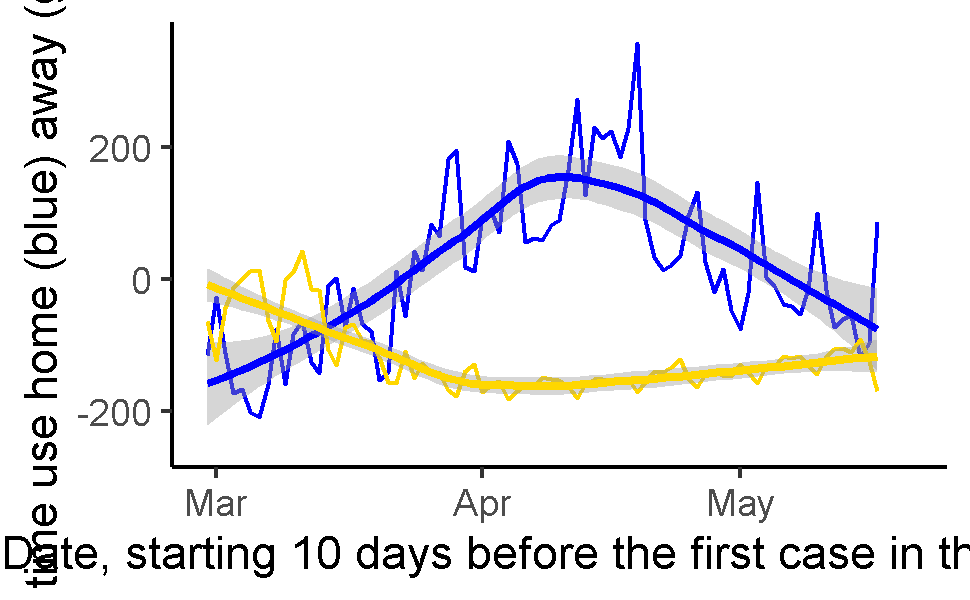 time use home (blue) away (
200
0
-200
Mar Apr May
Date, starting 10 days before the first case in th